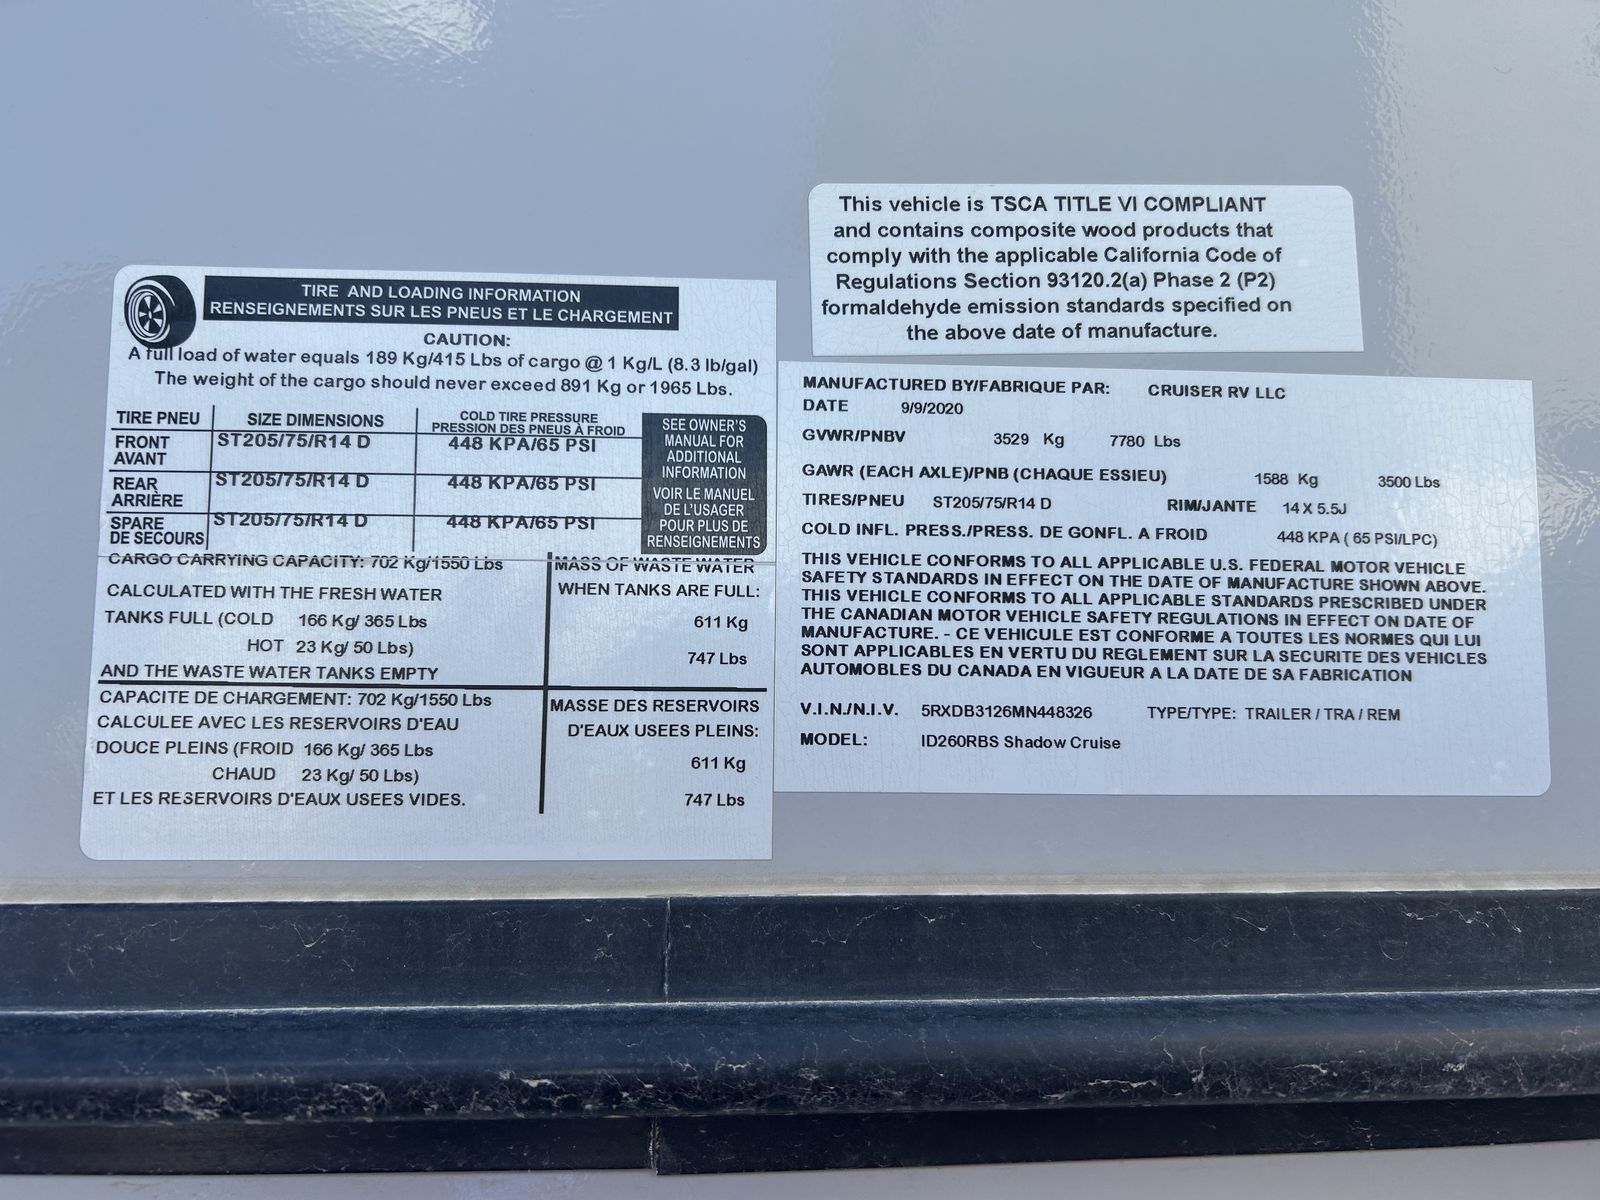 This vehicle is TSCA TITLE VI COMPLIANT
and contains composite wood products that
comply with the applicable California Code of
Regulations Section 93120.2(a) Phase 2 (P2)
formaldehyde emission standards specified on
the above date of manufacture.
TIRE AND LOADING INFORMATION
RENSEIGNEMENTS SUR LES PNEUS ET LE CHARGEMENT
CAUTION:
A full load of water equals 189 Kg/415 Lbs of cargo @ 1 Kg/L (8.3 lb/gal)
The weight of the cargo should never exceed 891 Kg or 1965 Lbs.
TIRE PNEU SIZE DIMENSIONS COLD TIRE PRESSURE
PRESSION DES PNEUS À FROID
FRONT ST205/75/R14 D 448 KPA/65 PSI
AVANT
REAR ST205/75/R14 D 448 KPA/65 PSI
ARRIÈRE
SPARE ST205/75/R14 D 448 KPA/65 PSI
DE SECOURS
SEE OWNER'S
MANUAL FOR
ADDITIONAL
INFORMATION
VOIR LE MANUEL
DE L'USAGER
POUR PLUS DE
RENSEIGNEMENTS
CARGO CARRYING CAPACITY: 702 Kg/1550 Lbs
CALCULATED WITH THE FRESH WATER
TANKS FULL (COLD 166 Kg/ 365 Lbs
HOT 23 Kg/ 50 Lbs)
AND THE WASTE WATER TANKS EMPTY
MASS OF WASTE WATER
WHEN TANKS ARE FULL:
611 Kg
747 Lbs
CAPACITE DE CHARGEMENT: 702 Kg/1550 Lbs
CALCULEE AVEC LES RESERVOIRS D'EAU
DOUCE PLEINS (FROID 166 Kg/ 365 Lbs
CHAUD 23 Kg/ 50 Lbs)
ET LES RESERVOIRS D'EAUX USEES VIDES.
MASSE DES RESERVOIRS
D'EAUX USEES PLEINS:
611 Kg
747 Lbs
MANUFACTURED BY/FABRIQUE PAR: CRUISER RV LLC
DATE 9/9/2020
GVWR/PNBV 3529 Kg 7780 Lbs
GAWR (EACH AXLE)/PNB (CHAQUE ESSIEU) 1588 Kg 3500 Lbs
TIRES/PNEU ST205/75/R14 D RIM/JANTE 14 X 5.5J
COLD INFL. PRESS./PRESS. DE GONFL. A FROID 448 KPA ( 65 PSI/LPC)
THIS VEHICLE CONFORMS TO ALL APPLICABLE U.S. FEDERAL MOTOR VEHICLE
SAFETY STANDARDS IN EFFECT ON THE DATE OF MANUFACTURE SHOWN ABOVE.
THIS VEHICLE CONFORMS TO ALL APPLICABLE STANDARDS PRESCRIBED UNDER
THE CANADIAN MOTOR VEHICLE SAFETY REGULATIONS IN EFFECT ON DATE OF
MANUFACTURE. - CE VEHICULE EST CONFORME A TOUTES LES NORMES QUI LUI
SONT APPLICABLES EN VERTU DU REGLEMENT SUR LA SECURITE DES VEHICLES
AUTOMOBLES DU CANADA EN VIGUEUR A LA DATE DE SA FABRICATION
V.I.N./N.I.V. 5RXDB3126MN448326 TYPE/TYPE: TRAILER / TRA / REM
MODEL: ID260RBS Shadow Cruise